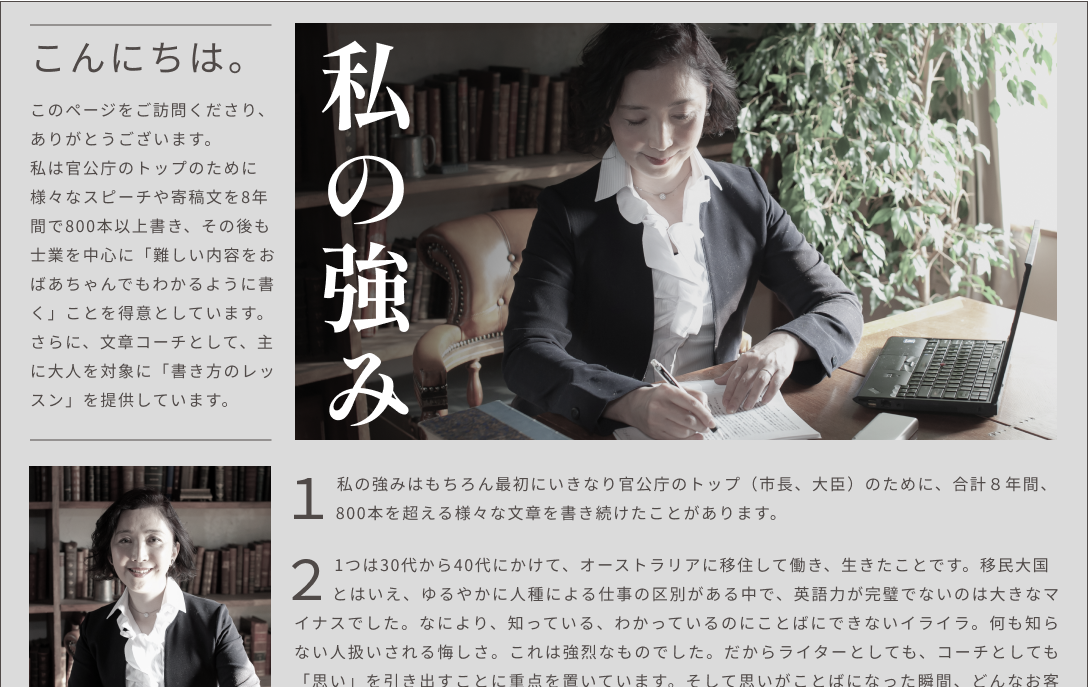 こんにちは。
このページをご訪問くださり、
ありがとうございます。
私は官公庁のトップのために
様々なスピーチや寄稿文を8年
間で800本以上書き、その後も
士業を中心に「難しい内容をお
ばあちゃんでもわかるように書
く」ことを得意としています。
さらに、文章コーチとして、主
に大人を対象に「書き方のレッ
スン」を提供しています。
私の強み
1 私の強みはもちろん最初にいきなり官公庁のトップ（市長、大臣）のために、合計８年間、
800本を超える様々な文章を書き続けたことがあります。
2 1つは30代から40代にかけて、オーストラリアに移住して働き、生きたことです。移民大国
とはいえ、ゆるやかに人種による仕事の区別がある中で、英語力が完璧でないのは大きなマ
イナスでした。なにより、知っている、わかっているのにことばにできないイライラ。何も知ら
ない人扱いされる悔しさ。これは強烈なものでした。だからライターとしても、コーチとしても
「思い」を引き出すことに重点を置いています。そして思いがことばになった瞬間、どんなお客